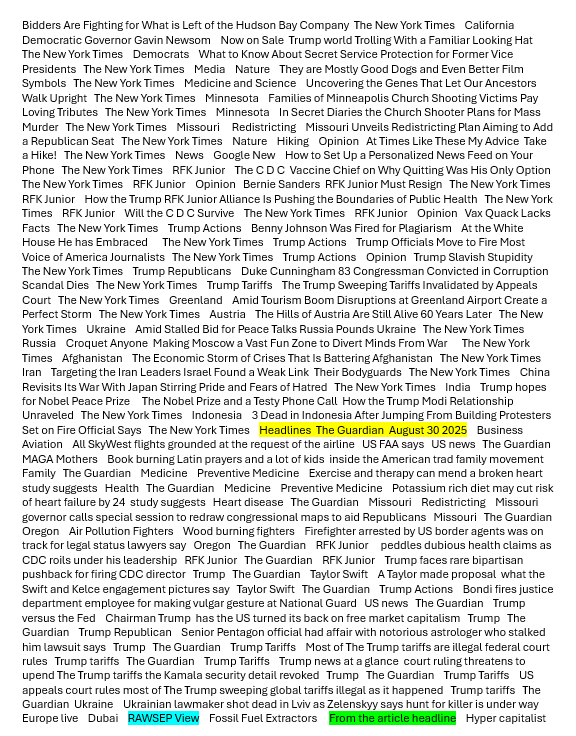 Bidders Are Fighting for What is Left of the Hudson Bay Company The New York Times California
Democratic Governor Gavin Newsom Now on Sale Trump world Trolling With a Familiar Looking Hat
The New York Times Democrats What to Know About Secret Service Protection for Former Vice
Presidents The New York Times Media Nature They are Mostly Good Dogs and Even Better Film
Symbols The New York Times Medicine and Science Uncovering the Genes That Let Our Ancestors
Walk Upright The New York Times Minnesota Families of Minneapolis Church Shooting Victims Pay
Loving Tributes The New York Times Minnesota In Secret Diaries the Church Shooter Plans for Mass
Murder The New York Times Missouri Redistricting Missouri Unveils Redistricting Plan Aiming to Add
a Republican Seat The New York Times Nature Hiking Opinion At Times Like These My Advice Take
a Hike! The New York Times News Google New How to Set Up a Personalized News Feed on Your
Phone The New York Times RFK Junior The C D C Vaccine Chief on Why Quitting Was His Only Option
The New York Times RFK Junior Opinion Bernie Sanders RFK Junior Must Resign The New York Times
RFK Junior How the Trump RFK Junior Alliance Is Pushing the Boundaries of Public Health The New York
Times RFK Junior Will the C D C Survive The New York Times RFK Junior Opinion Vax Quack Lacks
Facts The New York Times Trump Actions Benny Johnson Was Fired for Plagiarism At the White
House He has Embraced The New York Times Trump Actions Trump Officials Move to Fire Most
Voice of America Journalists The New York Times Trump Actions Opinion Trump Slavish Stupidity
The New York Times Trump Republicans Duke Cunningham 83 Congressman Convicted in Corruption
Scandal Dies The New York Times Trump Tariffs The Trump Sweeping Tariffs Invalidated by Appeals
Court The New York Times Greenland Amid Tourism Boom Disruptions at Greenland Airport Create a
Perfect Storm The New York Times Austria The Hills of Austria Are Still Alive 60 Years Later The New
York Times Ukraine Amid Stalled Bid for Peace Talks Russia Pounds Ukraine The New York Times
Russia Croquet Anyone Making Moscow a Vast Fun Zone to Divert Minds From War The New York
Times Afghanistan The Economic Storm of Crises That Is Battering Afghanistan The New York Times
Iran Targeting the Iran Leaders Israel Found a Weak Link Their Bodyguards The New York Times China
Revisits Its War With Japan Stirring Pride and Fears of Hatred The New York Times India Trump hopes
for Nobel Peace Prize The Nobel Prize and a Testy Phone Call How the Trump Modi Relationship
Unraveled The New York Times Indonesia 3 Dead in Indonesia After Jumping From Building Protesters
Set on Fire Official Says The New York Times Headlines The Guardian August 30 2025 Business
Aviation All SkyWest flights grounded at the request of the airline US FAA says US news The Guardian
MAGA Mothers Book burning Latin prayers and a lot of kids inside the American trad family movement
Family The Guardian Medicine Preventive Medicine Exercise and therapy can mend a broken heart
study suggests Health The Guardian Medicine Preventive Medicine Potassium rich diet may cut risk
of heart failure by 24 study suggests Heart disease The Guardian Missouri Redistricting Missouri
governor calls special session to redraw congressional maps to aid Republicans Missouri The Guardian
Oregon Air Pollution Fighters Wood burning fighters Firefighter arrested by US border agents was on
track for legal status lawyers say Oregon The Guardian RFK Junior peddles dubious health claims as
CDC roils under his leadership RFK Junior The Guardian RFK Junior Trump faces rare bipartisan
pushback for firing CDC director Trump The Guardian Taylor Swift A Taylor made proposal what the
Swift and Kelce engagement pictures say Taylor Swift The Guardian Trump Actions Bondi fires justice
department employee for making vulgar gesture at National Guard US news The Guardian Trump
versus the Fed Chairman Trump has the US turned its back on free market capitalism Trump The
Guardian Trump Republican Senior Pentagon official had affair with notorious astrologer who stalked
him lawsuit says Trump The Guardian Trump Tariffs Most of The Trump tariffs are illegal federal court
rules Trump tariffs The Guardian Trump Tariffs Trump news at a glance court ruling threatens to
upend The Trump tariffs the Kamala security detail revoked Trump The Guardian Trump Tariffs US
appeals court rules most of The Trump sweeping global tariffs illegal as it happened Trump tariffs The
Guardian Ukraine Ukrainian lawmaker shot dead in Lviv as Zelenskyy says hunt for killer is under way
Europe live Dubai RAWSEP View Fossil Fuel Extractors From the article headline Hyper capitalist